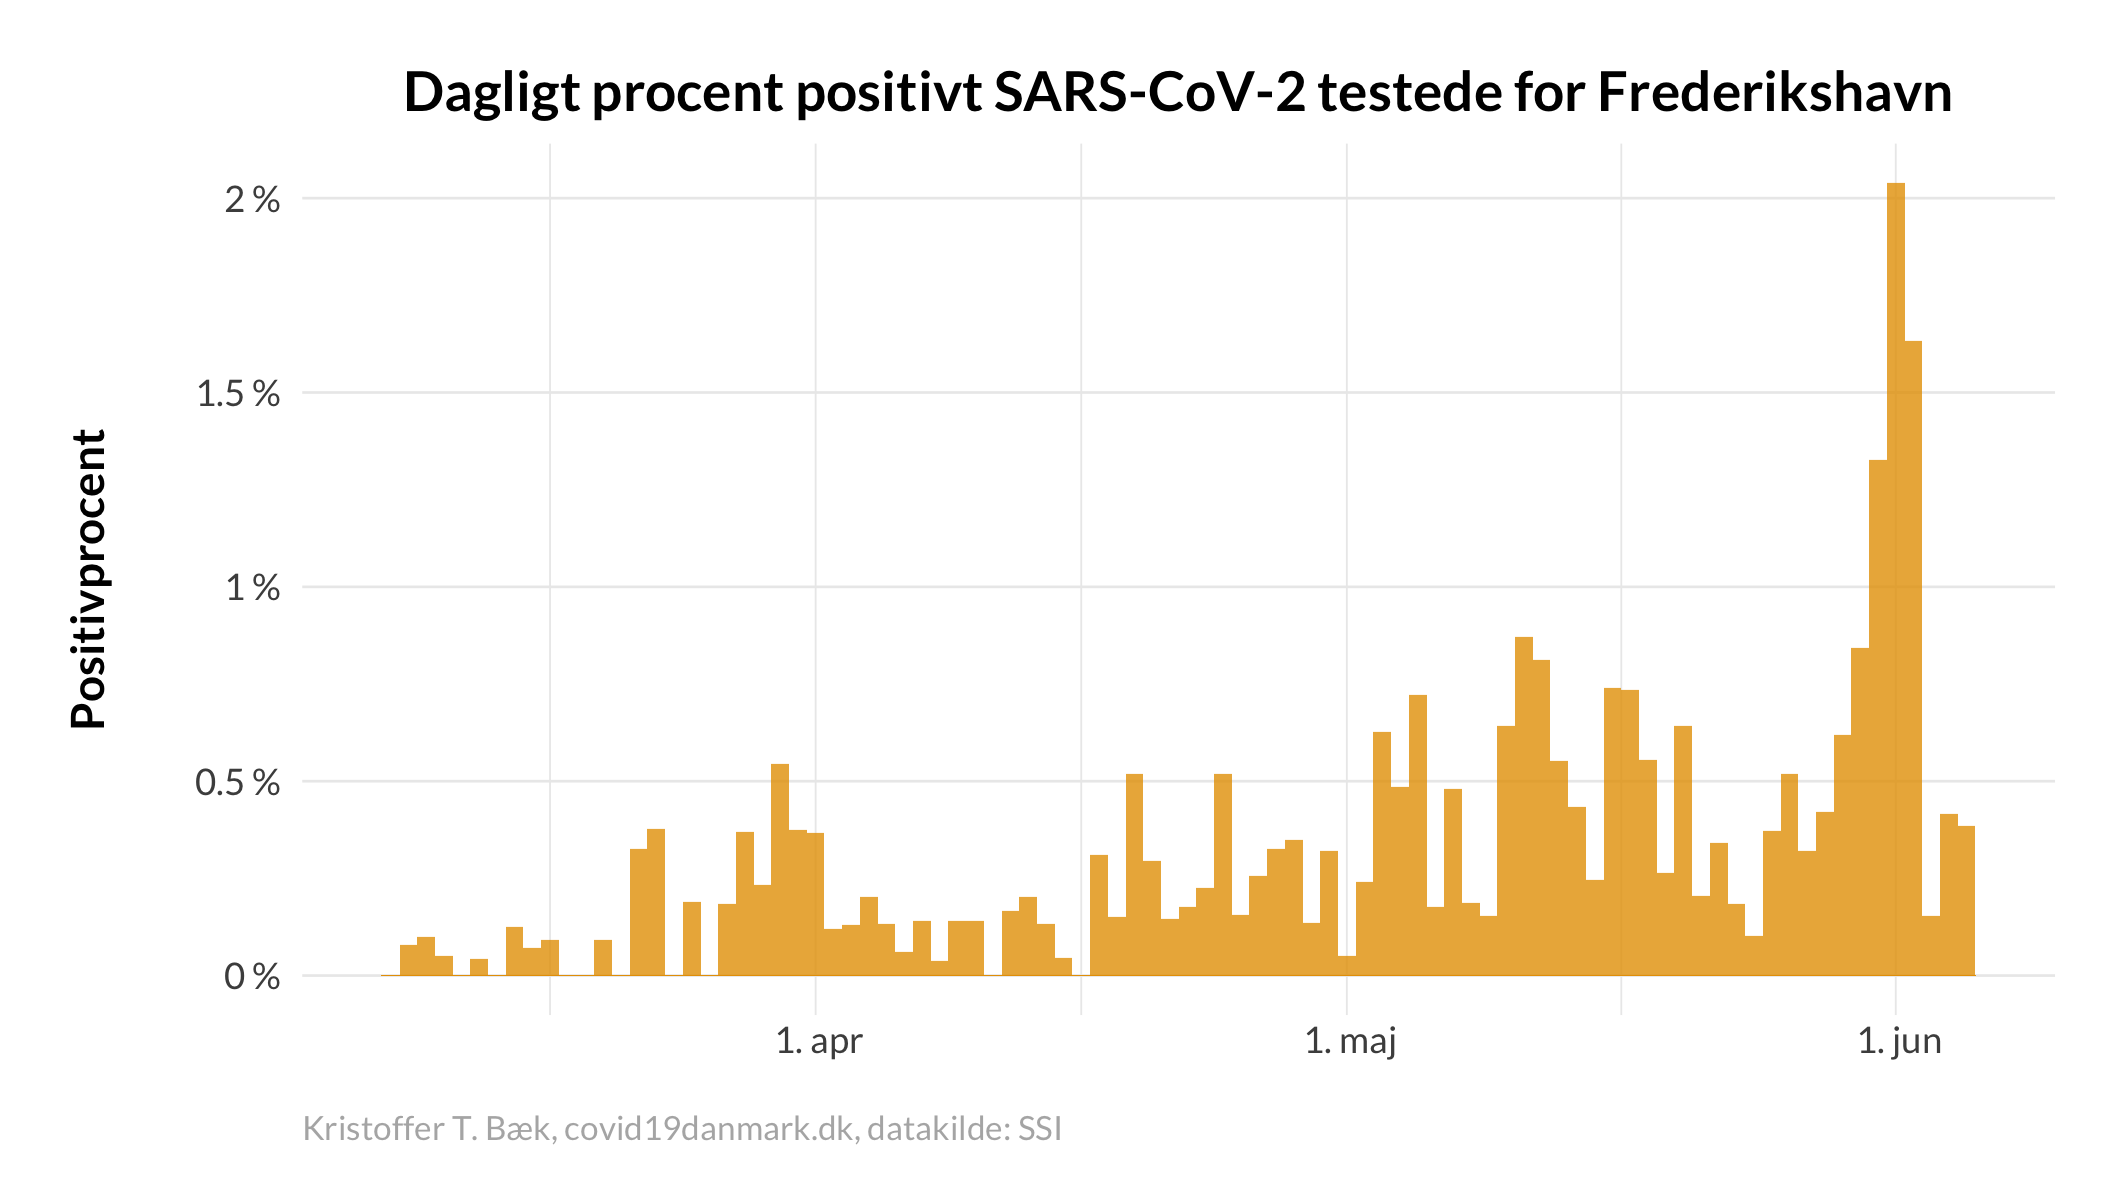 Dagligt procent positivt SARS-CoV-2 testede for Frederikshavn
Positivprocent
2 %
1.5 %
1 %
0.5 %
0 %
1. apr
1. maj
1. jun
Kristoffer T. Bæk, covid19danmark.dk, datakilde: SSI